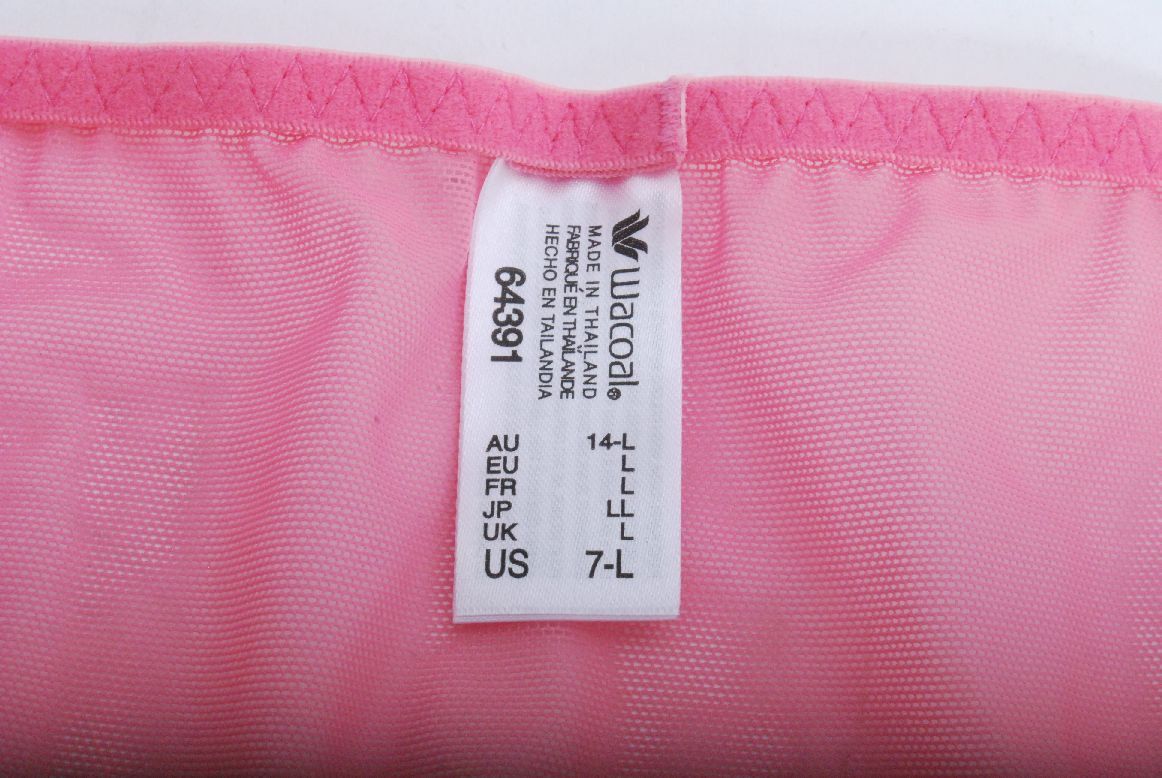 wacoal®
MADE IN THAILAND
FABRIQUÉ EN THAÏLANDE
HECHO EN TAILANDIA
64391
AU 14-L
EU L
FR L
JP LL
UK L
US 7-L